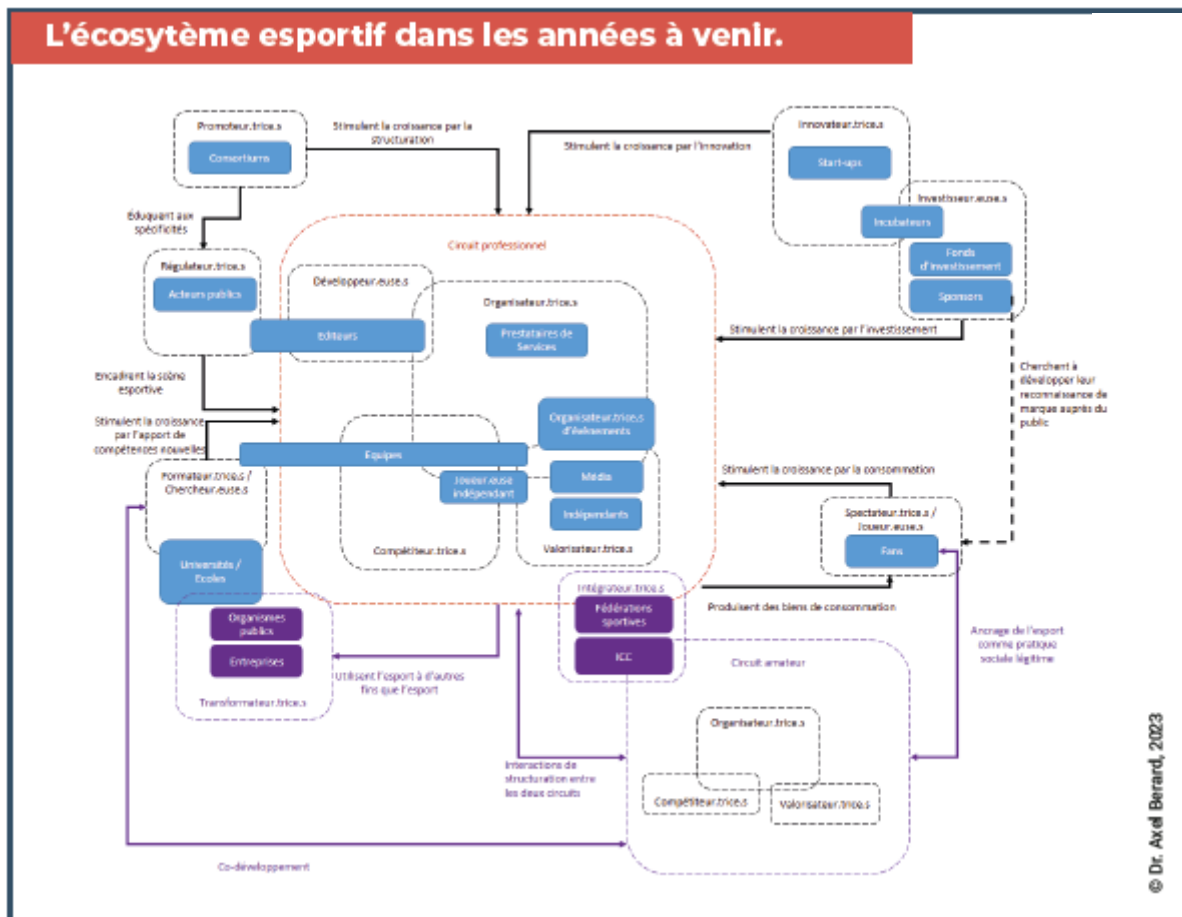 L'écosytème esportif dans les années à venir.
Promoteur.trice.s
Consortiums
Stimulent la croissance par la
structuration
Stimulent la croissance par l'innovation
Innovateur.trice.s
Start-ups
Investisseur.euse.s
Incubateurs
Fonds
d'investissement
Sponsors
Éduquent aux
spécificités
Régulateur.trice.s
Acteurs publics
Circuit professionnel
Développeur.euse.s
Editeurs
Organisateur.trice.s
Prestataires de
Services
Stimulent la croissance par l'investissement
Cherchent à
développer leur
reconnaissance de
marque auprès du
public
Encadrent la scène
esportive
Stimulent la croissance
par l'apport de
compétences nouvelles
Organisateur.trice.s
d'événements
Equipes
Joueur.euse
indépendant
Média
Indépendants
Compétiteur.trice.s
Valorisateur.trice.s
Stimulent la croissance par la consommation
Formateur.trice.s /
Chercheur.euse.s
Université /
Ecoles
Spectateur.trice.s /
Joueur.euse.s
Fans
Produisent des biens de consommation
Intégrateur.trice.s
Fédérations
sportives
ICC
Organismes
publics
Entreprises
Transformateur.trice.s
Utilisent l'esport à d'autres
fins que l'esport
Circuit amateur
Ancrage de l'esport
comme pratique
sociale légitime
Organisateur.trice.s
Compétiteur.trice.s
Valorisateur.trice.s
Interactions de
structuration entre
les deux circuits
Co-développement
© Dr. Axel Berard, 2023